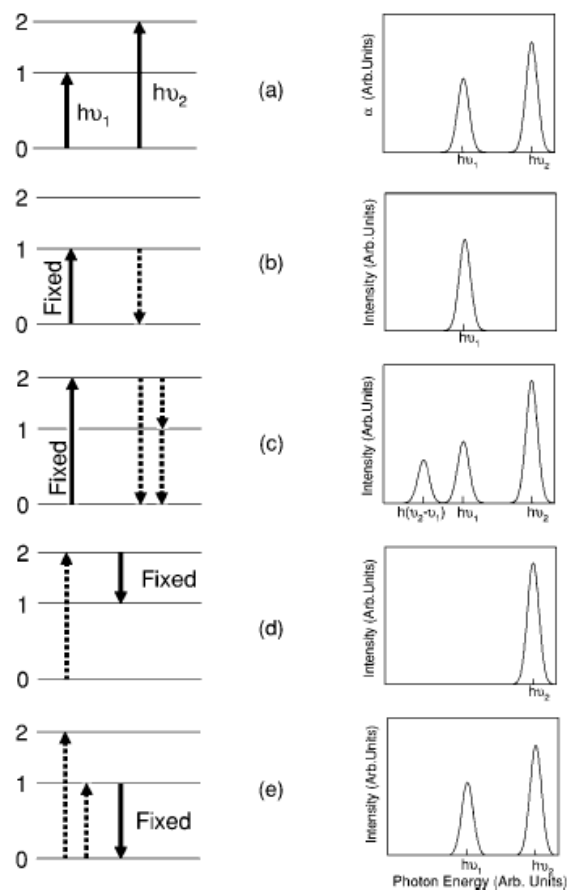 2
1
0
hυ₁
hυ₂
(a)
α (Arb.Units)
hυ₁ hυ₂
2
1
0
Fixed
(b)
Intensity (Arb.Units)
hυ₁
2
1
0
Fixed
(c)
Intensity (Arb.Units)
h(υ₂-υ₁) hυ₁ hυ₂
2
1
0
Fixed
(d)
Intensity (Arb.Units)
hυ₂
2
1
0
Fixed
(e)
Intensity (Arb.Units)
hυ₁ hυ₂
Photon Energy (Arb. Units)